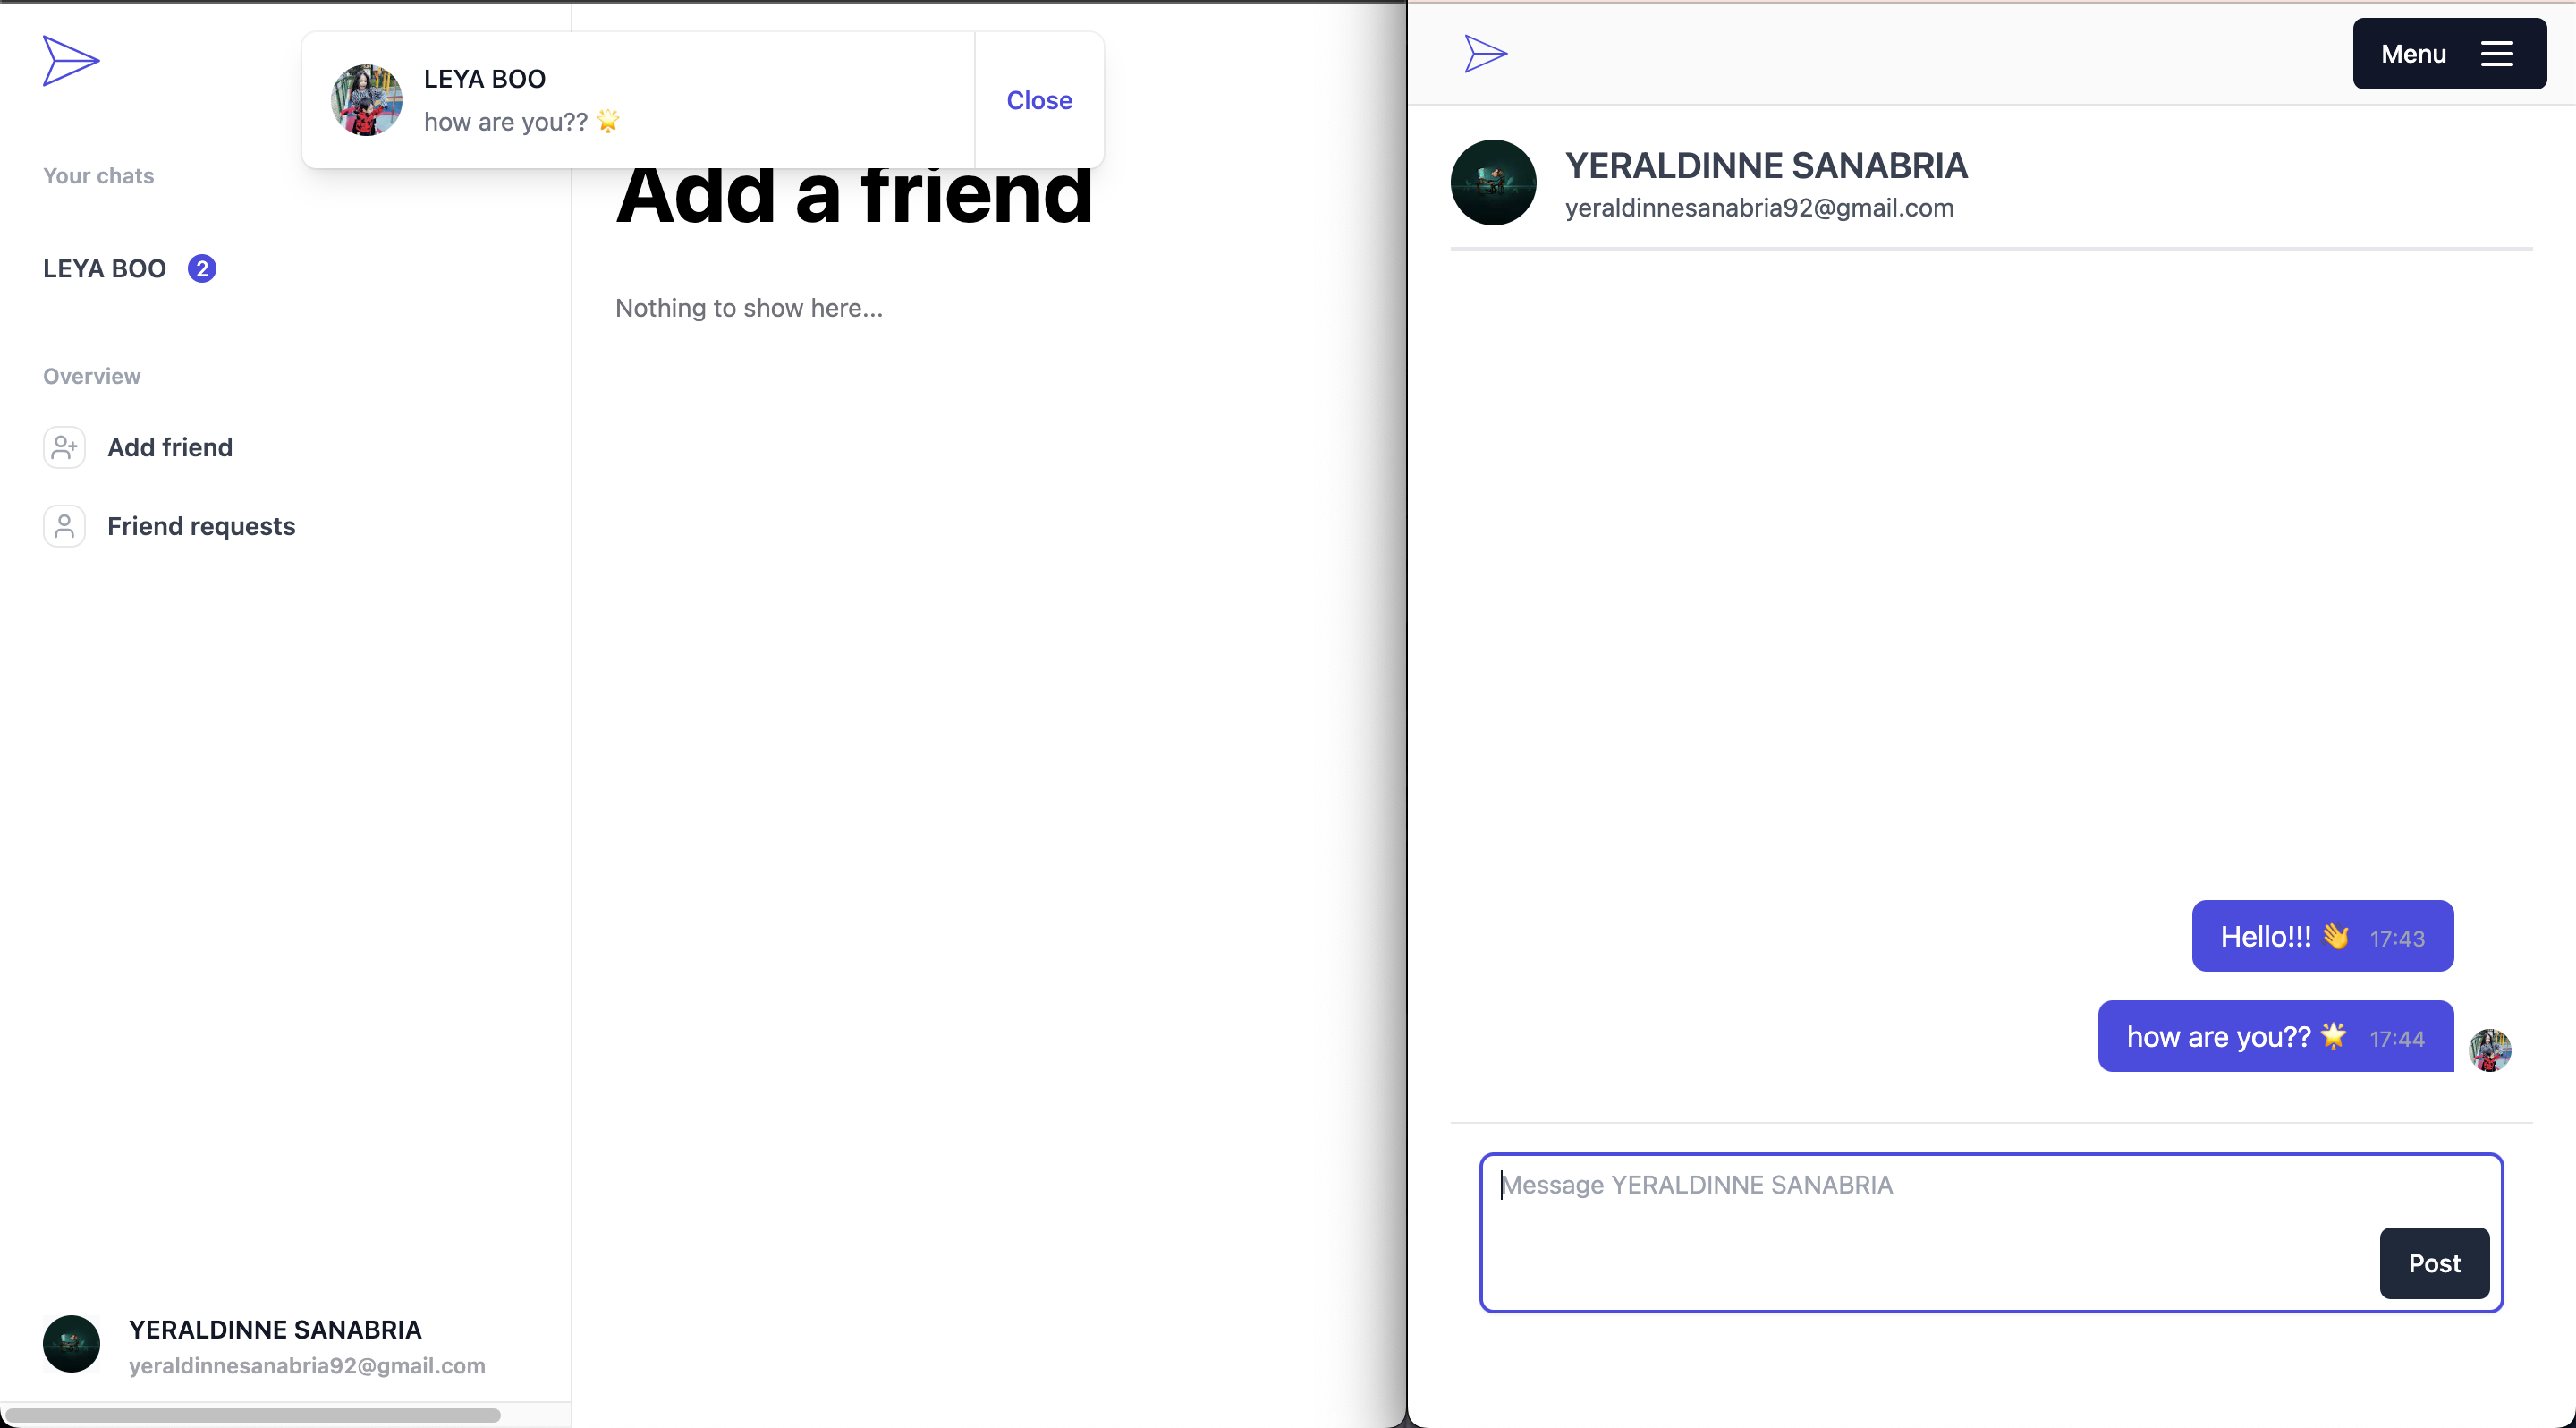 LEYA BOO
how are you?? 🌟
Close
Your chats
LEYA BOO 2
Overview
Add friend
Friend requests
YERALDINNE SANABRIA
yeraldinnesanabria92@gmail.com
Add a friend
Nothing to show here...
Menu
YERALDINNE SANABRIA
yeraldinnesanabria92@gmail.com
Hello!!! 👋 17:43
how are you?? 🌟 17:44
Message YERALDINNE SANABRIA
Post